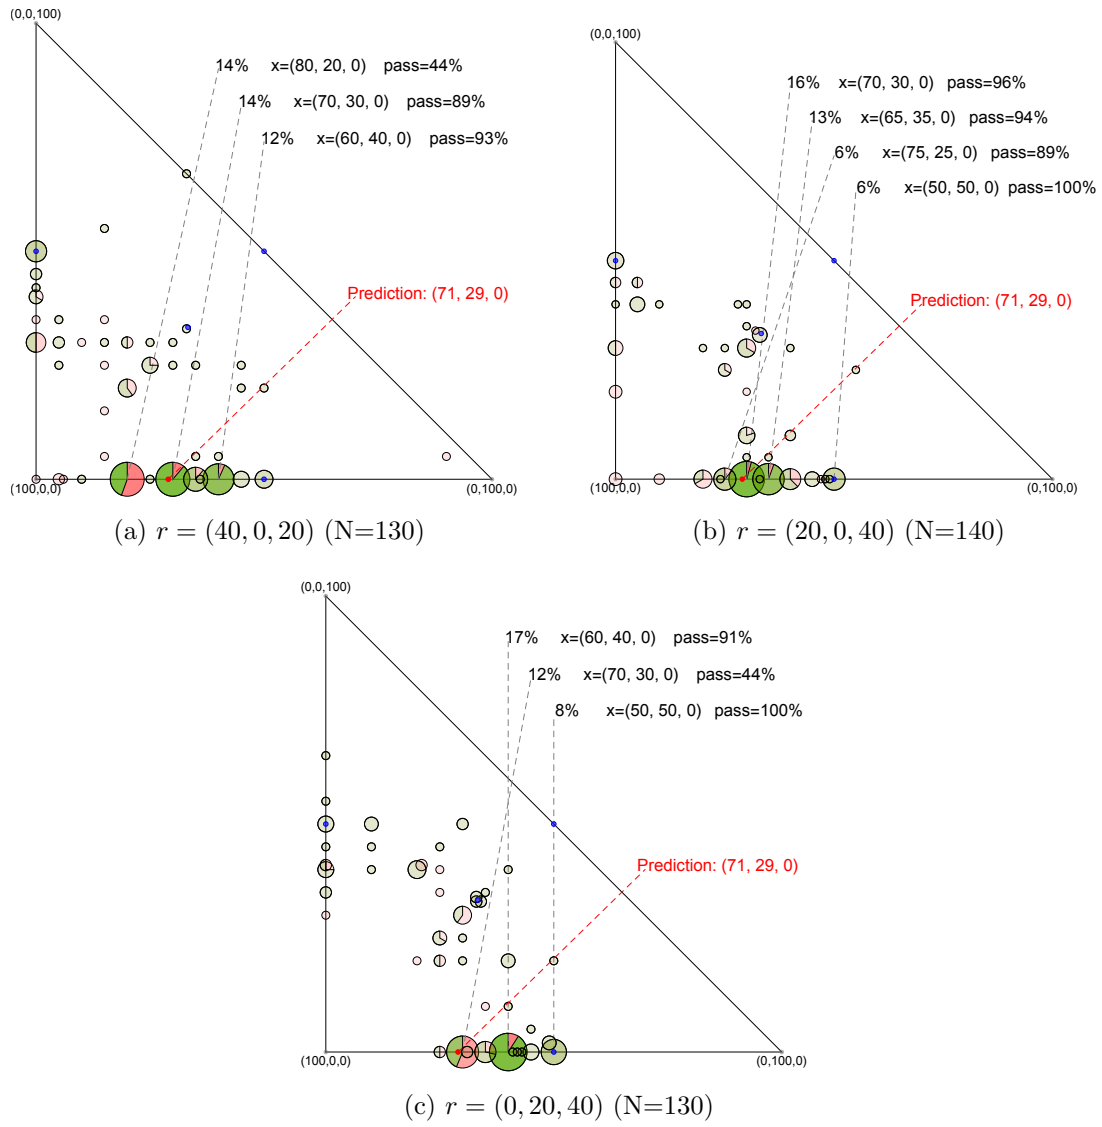 (0,0,100)
14% x=(80, 20, 0) pass=44%
14% x=(70, 30, 0) pass=89%
12% x=(60, 40, 0) pass=93%
Prediction: (71, 29, 0)
(100,0,0)
(0,100,0)
(a) r = (40, 0, 20) (N=130)
(0,0,100)
16% x=(70, 30, 0) pass=96%
13% x=(65, 35, 0) pass=94%
6% x=(75, 25, 0) pass=89%
6% x=(50, 50, 0) pass=100%
Prediction: (71, 29, 0)
(100,0,0)
(0,100,0)
(b) r = (20, 0, 40) (N=140)
(0,0,100)
17% x=(60, 40, 0) pass=91%
12% x=(70, 30, 0) pass=44%
8% x=(50, 50, 0) pass=100%
Prediction: (71, 29, 0)
(100,0,0)
(0,100,0)
(c) r = (0, 20, 40) (N=130)